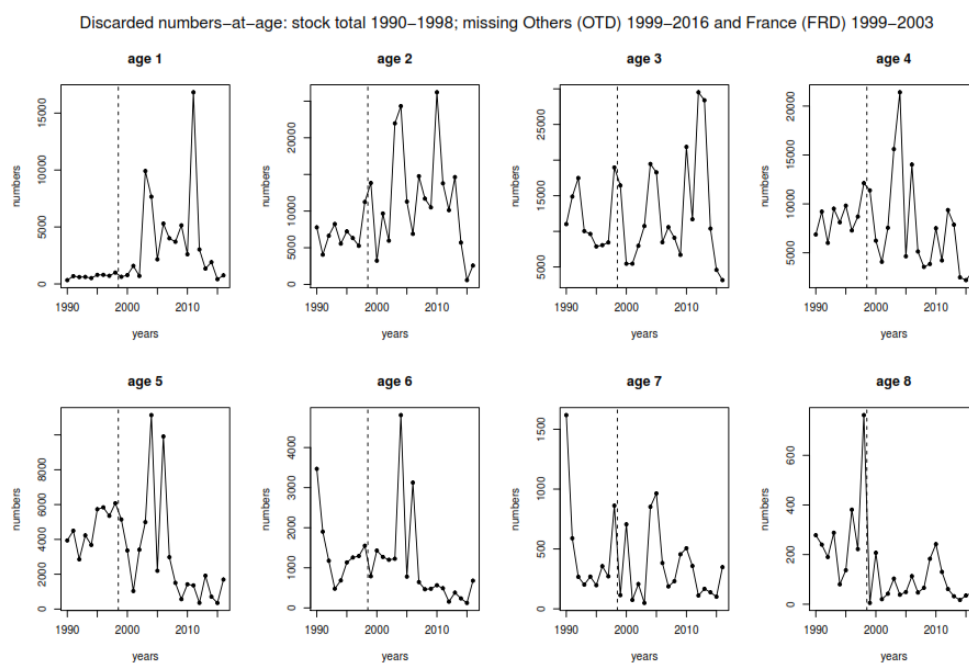 Discarded numbers−at−age: stock total 1990−1998; missing Others (OTD) 1999−2016 and France (FRD) 1999−2003
age 1
age 2
age 3
age 4
numbers
0
5000
10000
15000
1990
2000
2010
years
numbers
0
5000
10000
20000
1990
2000
2010
years
numbers
5000
15000
25000
1990
2000
2010
years
numbers
5000
10000
15000
20000
1990
2000
2010
years
age 5
age 6
age 7
age 8
numbers
0
2000
4000
6000
8000
1990
2000
2010
years
numbers
0
1000
2000
3000
4000
1990
2000
2010
years
numbers
0
500
1000
1500
1990
2000
2010
years
numbers
0
200
400
600
1990
2000
2010
years